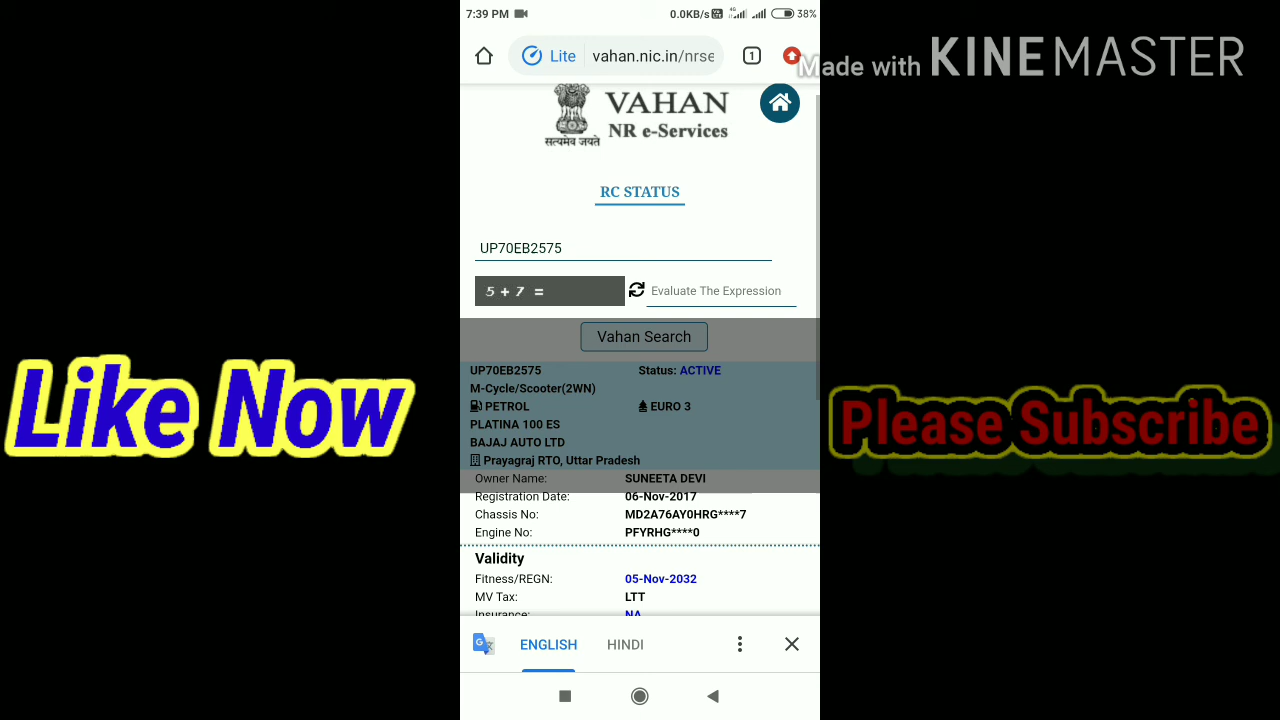 7:39 PM 0.0KB/s 4G 38%
Made with KINEMASTER
Lite vahan.nic.in/nrse 1
VAHAN
NR e-Services
सत्यमेव जयते
RC STATUS
UP70EB2575
5 + 7 = Evaluate The Expression
Vahan Search
UP70EB2575 Status: ACTIVE
M-Cycle/Scooter(2WN)
PETROL EURO 3
PLATINA 100 ES
BAJAJ AUTO LTD
Prayagraj RTO, Uttar Pradesh
Owner Name: SUNEETA DEVI
Registration Date: 06-Nov-2017
Chassis No: MD2A76AY0HRG****7
Engine No: PFYRHG****0
Validity
Fitness/REGN: 05-Nov-2032
MV Tax: LTT
Insurance: NA
ENGLISH HINDI
Like Now
Please Subscribe